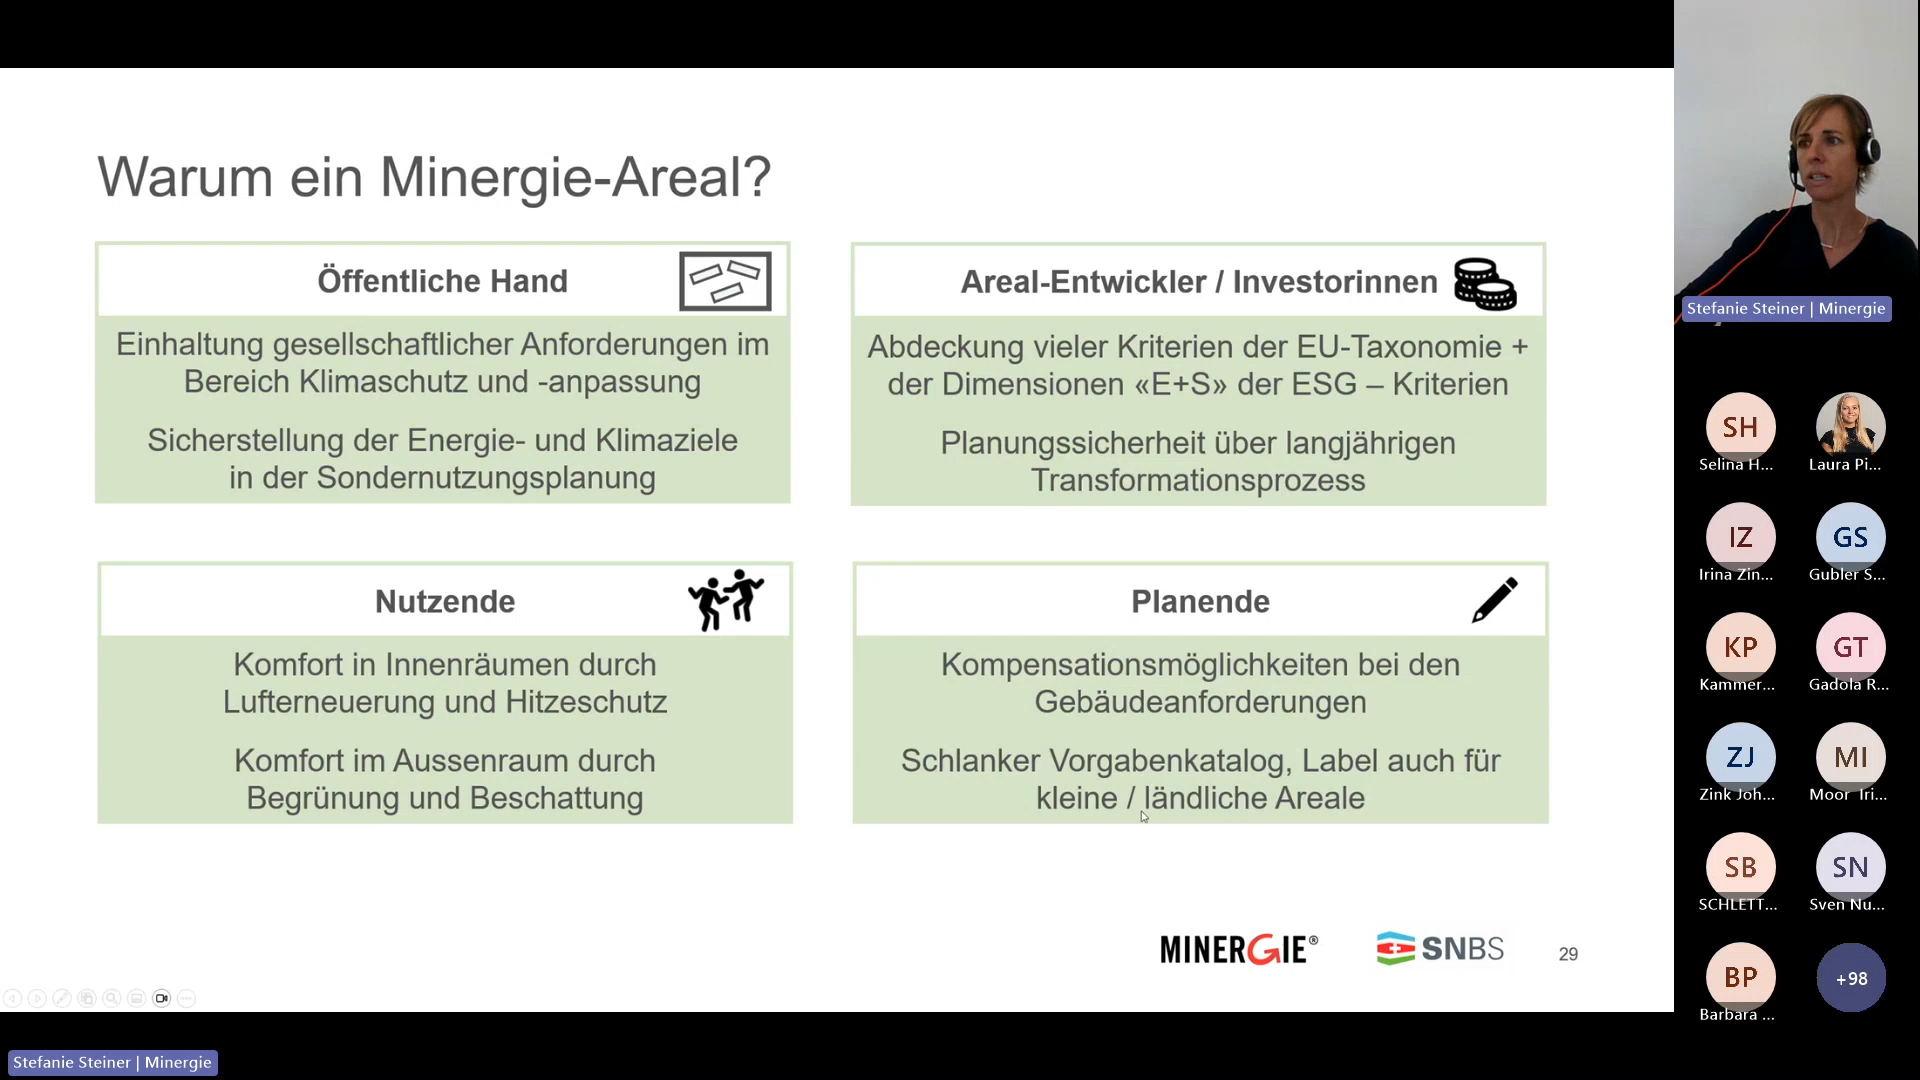 Warum ein Minergie-Areal?
Öffentliche Hand
Einhaltung gesellschaftlicher Anforderungen im
Bereich Klimaschutz und -anpassung
Sicherstellung der Energie- und Klimaziele
in der Sondernutzungsplanung
Areal-Entwickler / Investorinnen
Abdeckung vieler Kriterien der EU-Taxonomie +
der Dimensionen «E+S» der ESG – Kriterien
Planungssicherheit über langjährigen
Transformationsprozess
Nutzende
Komfort in Innenräumen durch
Lufterneuerung und Hitzeschutz
Komfort im Aussenraum durch
Begrünung und Beschattung
Planende
Kompensationsmöglichkeiten bei den
Gebäudeanforderungen
Schlanker Vorgabenkatalog, Label auch für
kleine / ländliche Areale
MINERGIE®
SNBS
29
Stefanie Steiner | Minergie
Stefanie Steiner | Minergie
SH
Selina H...
Laura Pi...
IZ
Irina Zin...
GS
Gubler S...
KP
Kammer...
GT
Gadola R...
ZJ
Zink Joh...
MI
Moor Iri...
SB
SCHLETT...
SN
Sven Nu...
BP
Barbara ...
+98